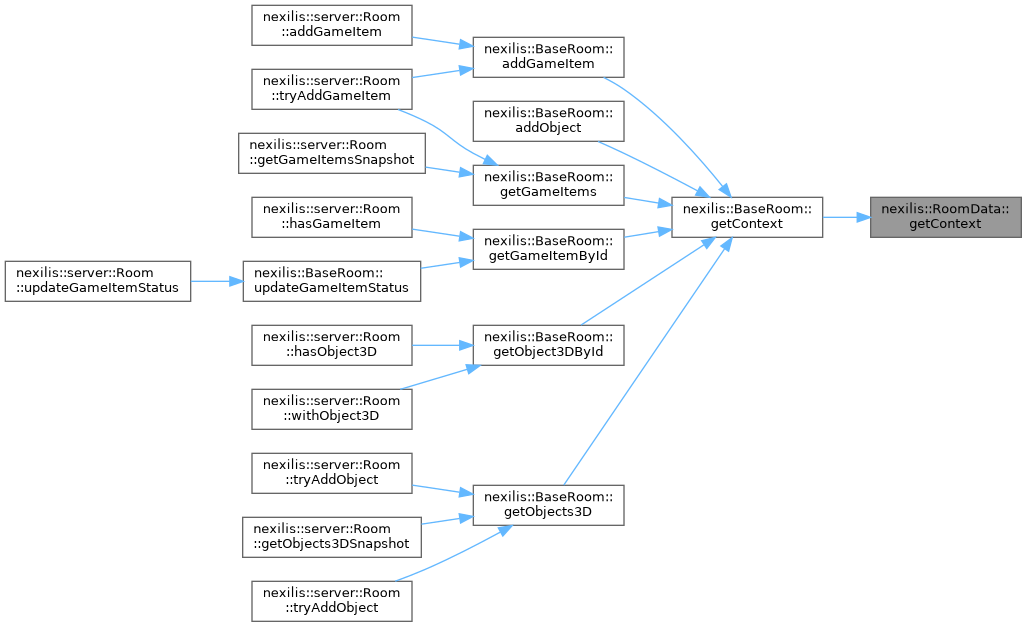 nexilis::server::Room
::addGameItem
nexilis::BaseRoom::
addGameItem
nexilis::server::Room
::tryAddGameItem
nexilis::BaseRoom::
addObject
nexilis::server::Room
::getGameItemsSnapshot
nexilis::BaseRoom::
getGameItems
nexilis::BaseRoom::
getContext
nexilis::RoomData::
getContext
nexilis::server::Room
::hasGameItem
nexilis::BaseRoom::
getGameItemById
nexilis::server::Room
::updateGameItemStatus
nexilis::BaseRoom::
updateGameItemStatus
nexilis::server::Room
::hasObject3D
nexilis::BaseRoom::
getObject3DById
nexilis::server::Room
::withObject3D
nexilis::server::Room
::tryAddObject
nexilis::BaseRoom::
getObjects3D
nexilis::server::Room
::getObjects3DSnapshot
nexilis::server::Room
::tryAddObject